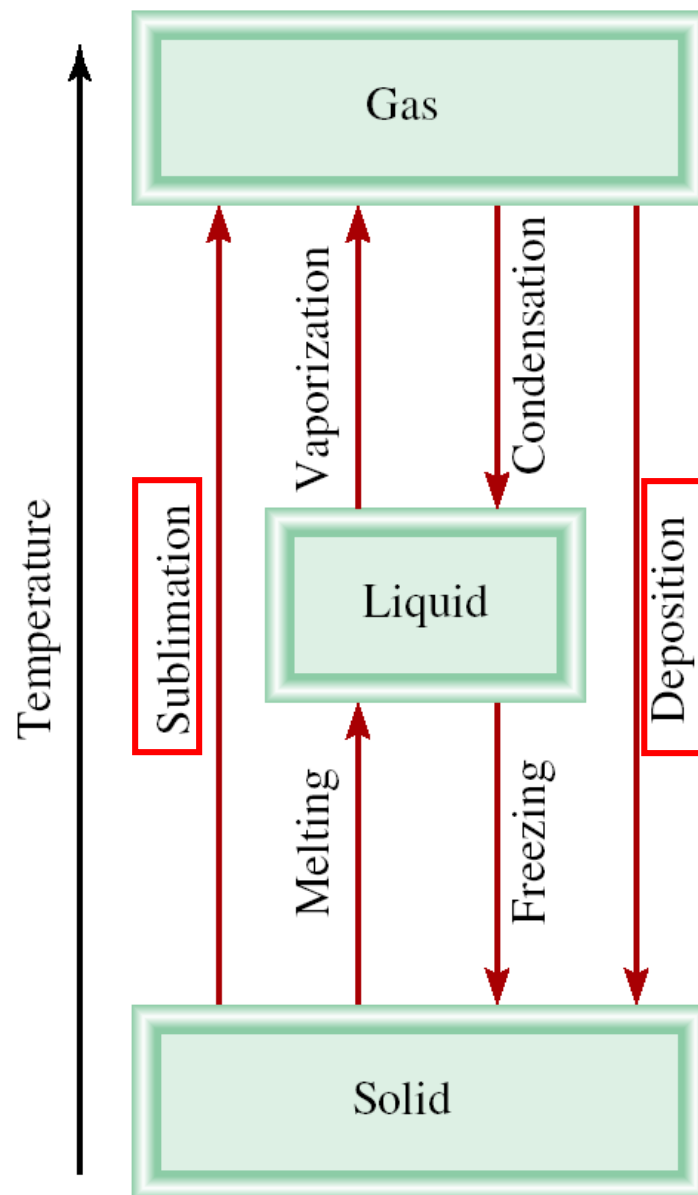 Gas
Temperature
Sublimation
Vaporization
Condensation
Deposition
Liquid
Melting
Freezing
Solid